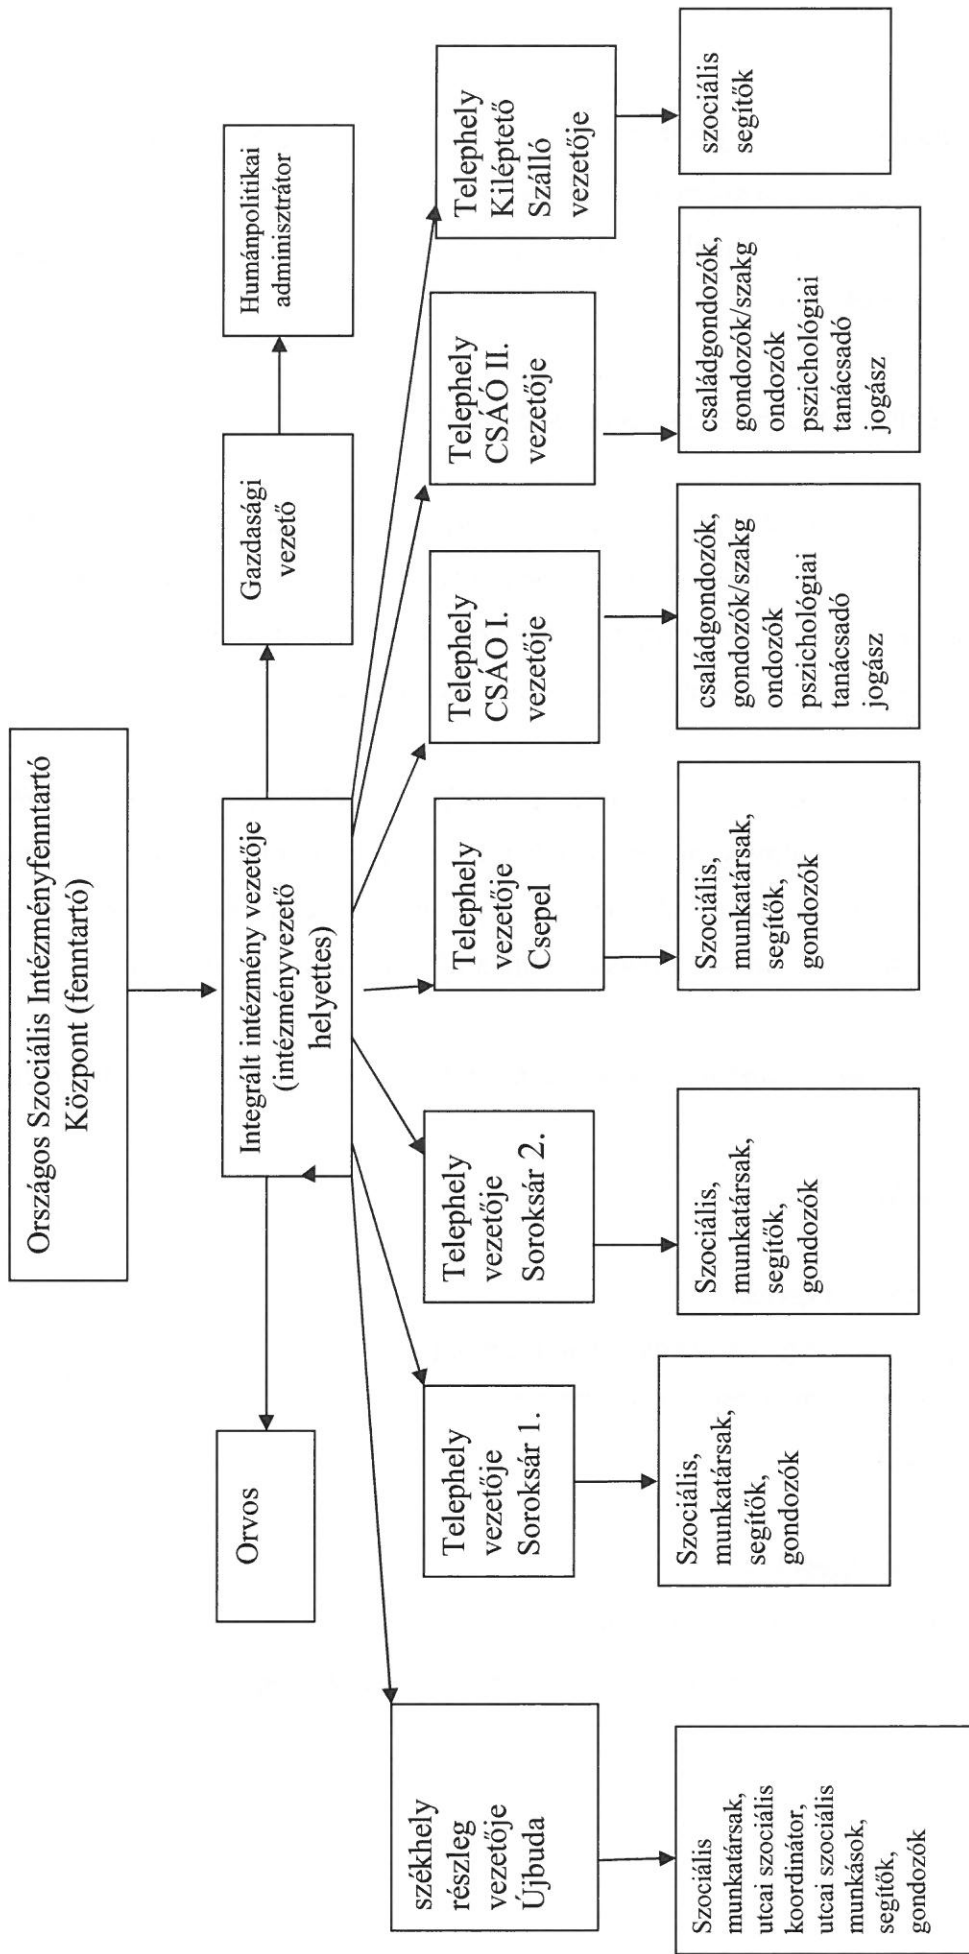 Országos Szociális Intézményfenntartó
Központ (fenntartó)
Orvos
Integrált intézmény vezetője
(intézményvezető
helyettes)
Gazdasági
vezető
Humánpolitikai
adminisztrátor
székhely
részleg
vezetője
Újbuda
Telephely
vezetője
Soroksár 1.
Telephely
vezetője
Soroksár 2.
Telephely
vezetője
Csepel
Telephely
CSÁO I.
vezetője
Telephely
CSÁO II.
vezetője
Telephely
Kiléptető
Szálló
vezetője
Szociális
munkatársak,
utcai szociális
koordinátor,
utcai szociális
munkások,
segítők,
gondozók
Szociális,
munkatársak,
segítők,
gondozók
Szociális,
munkatársak,
segítők,
gondozók
Szociális,
munkatársak,
segítők,
gondozók
családgondozók,
gondozók/szakg
ondozók
pszichológiai
tanácsadó
jogász
családgondozók,
gondozók/szakg
ondozók
pszichológiai
tanácsadó
jogász
szociális
segítők